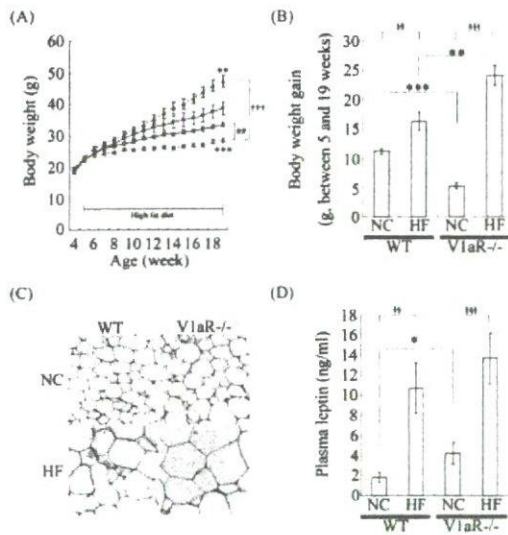 (A)
Body weight (g)
60
50
40
30
20
10
0
**
†††
***
High fat diet
4 6 8 10 12 14 16 18
Age (week)
(B)
Body weight gain
(g, between 5 and 19 weeks)
30
25
20
15
10
5
0
**
***
NC HF NC HF
WT V1aR-/-
(C)
WT V1aR-/-
NC
HF
(D)
Plasma leptin (ng/ml)
18
16
14
12
10
8
6
4
2
0
*
NC HF NC HF
WT V1aR-/-